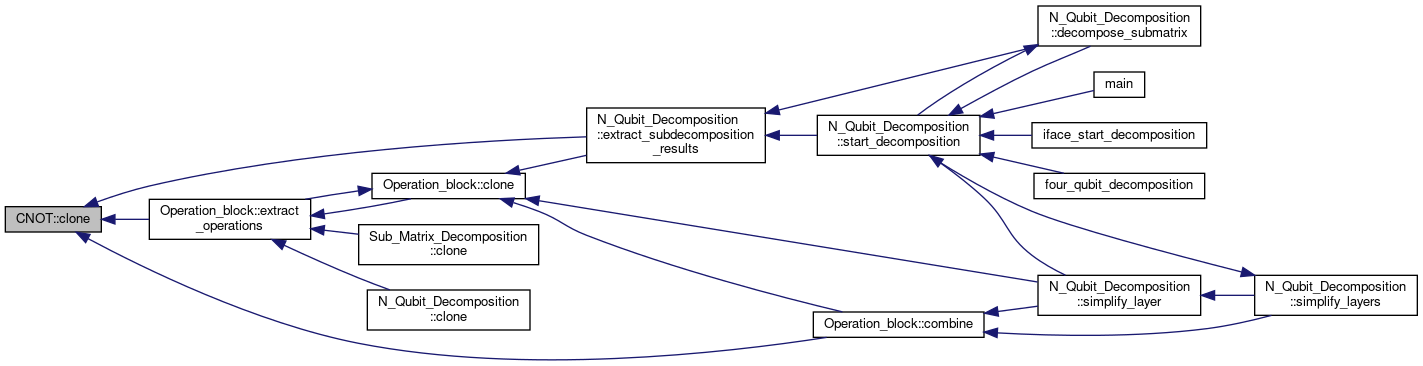 N_Qubit_Decomposition
::decompose_submatrix
main
N_Qubit_Decomposition
::extract_subdecomposition
_results
N_Qubit_Decomposition
::start_decomposition
iface_start_decomposition
Operation_block::clone
four_qubit_decomposition
CNOT::clone
Operation_block::extract
_operations
Sub_Matrix_Decomposition
::clone
N_Qubit_Decomposition
::clone
N_Qubit_Decomposition
::simplify_layer
N_Qubit_Decomposition
::simplify_layers
Operation_block::combine